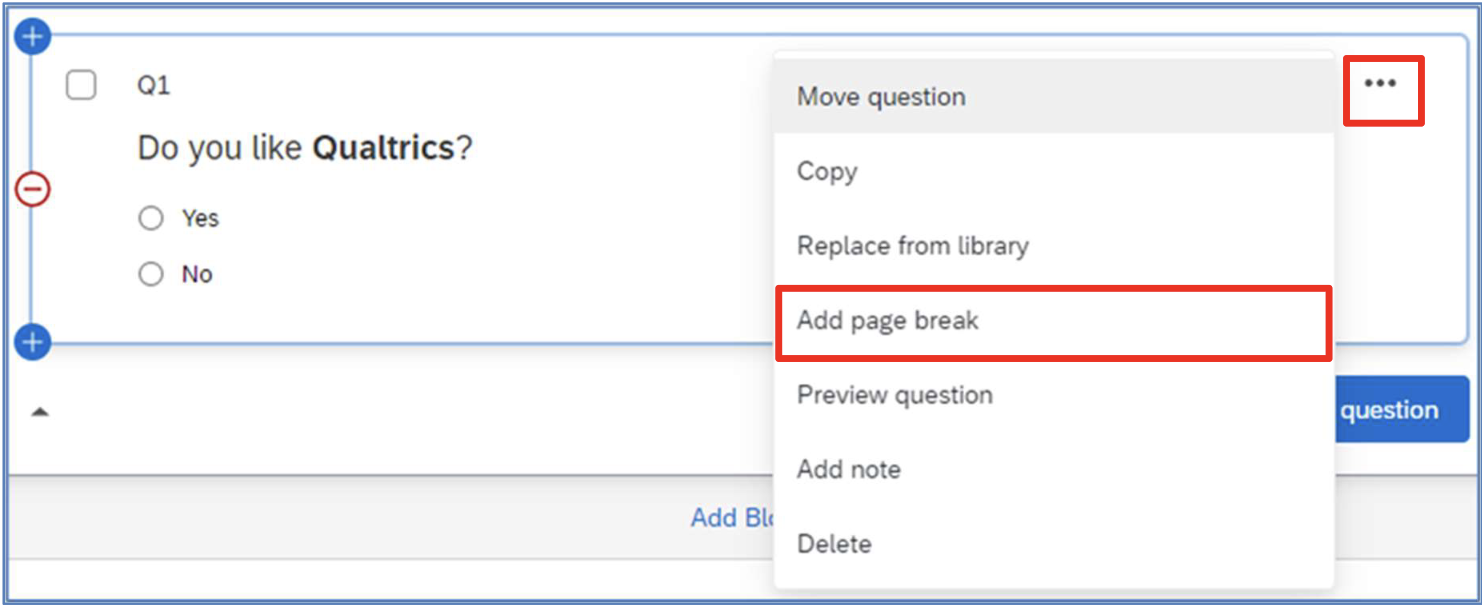 Q1
Do you like Qualtrics?
Yes
No
•••
Move question
Copy
Replace from library
Add page break
Preview question
Add note
Delete
question
Add